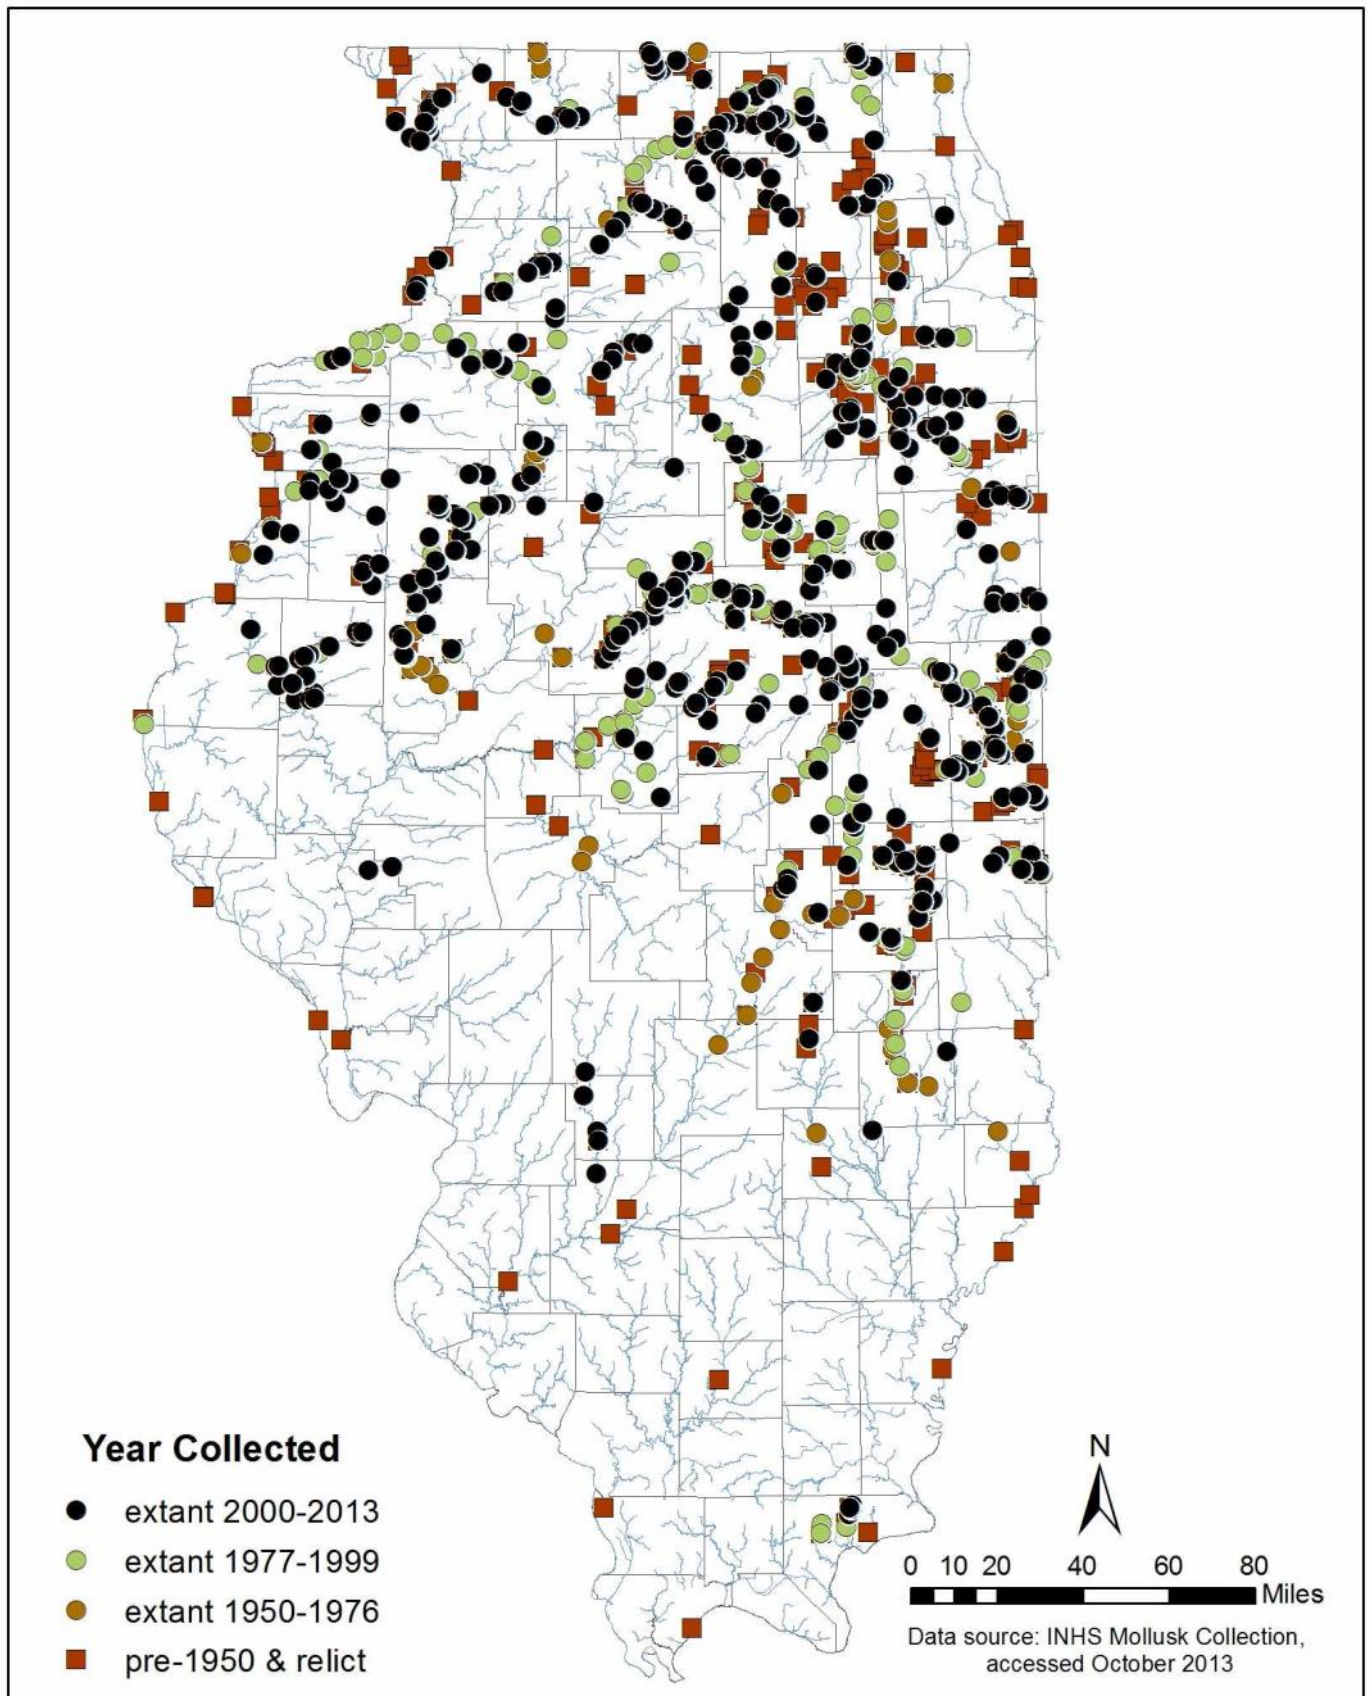 Year Collected
extant 2000-2013
extant 1977-1999
extant 1950-1976
pre-1950 & relict
N
0 10 20 40 60 80
Miles
Data source: INHS Mollusk Collection,
accessed October 2013